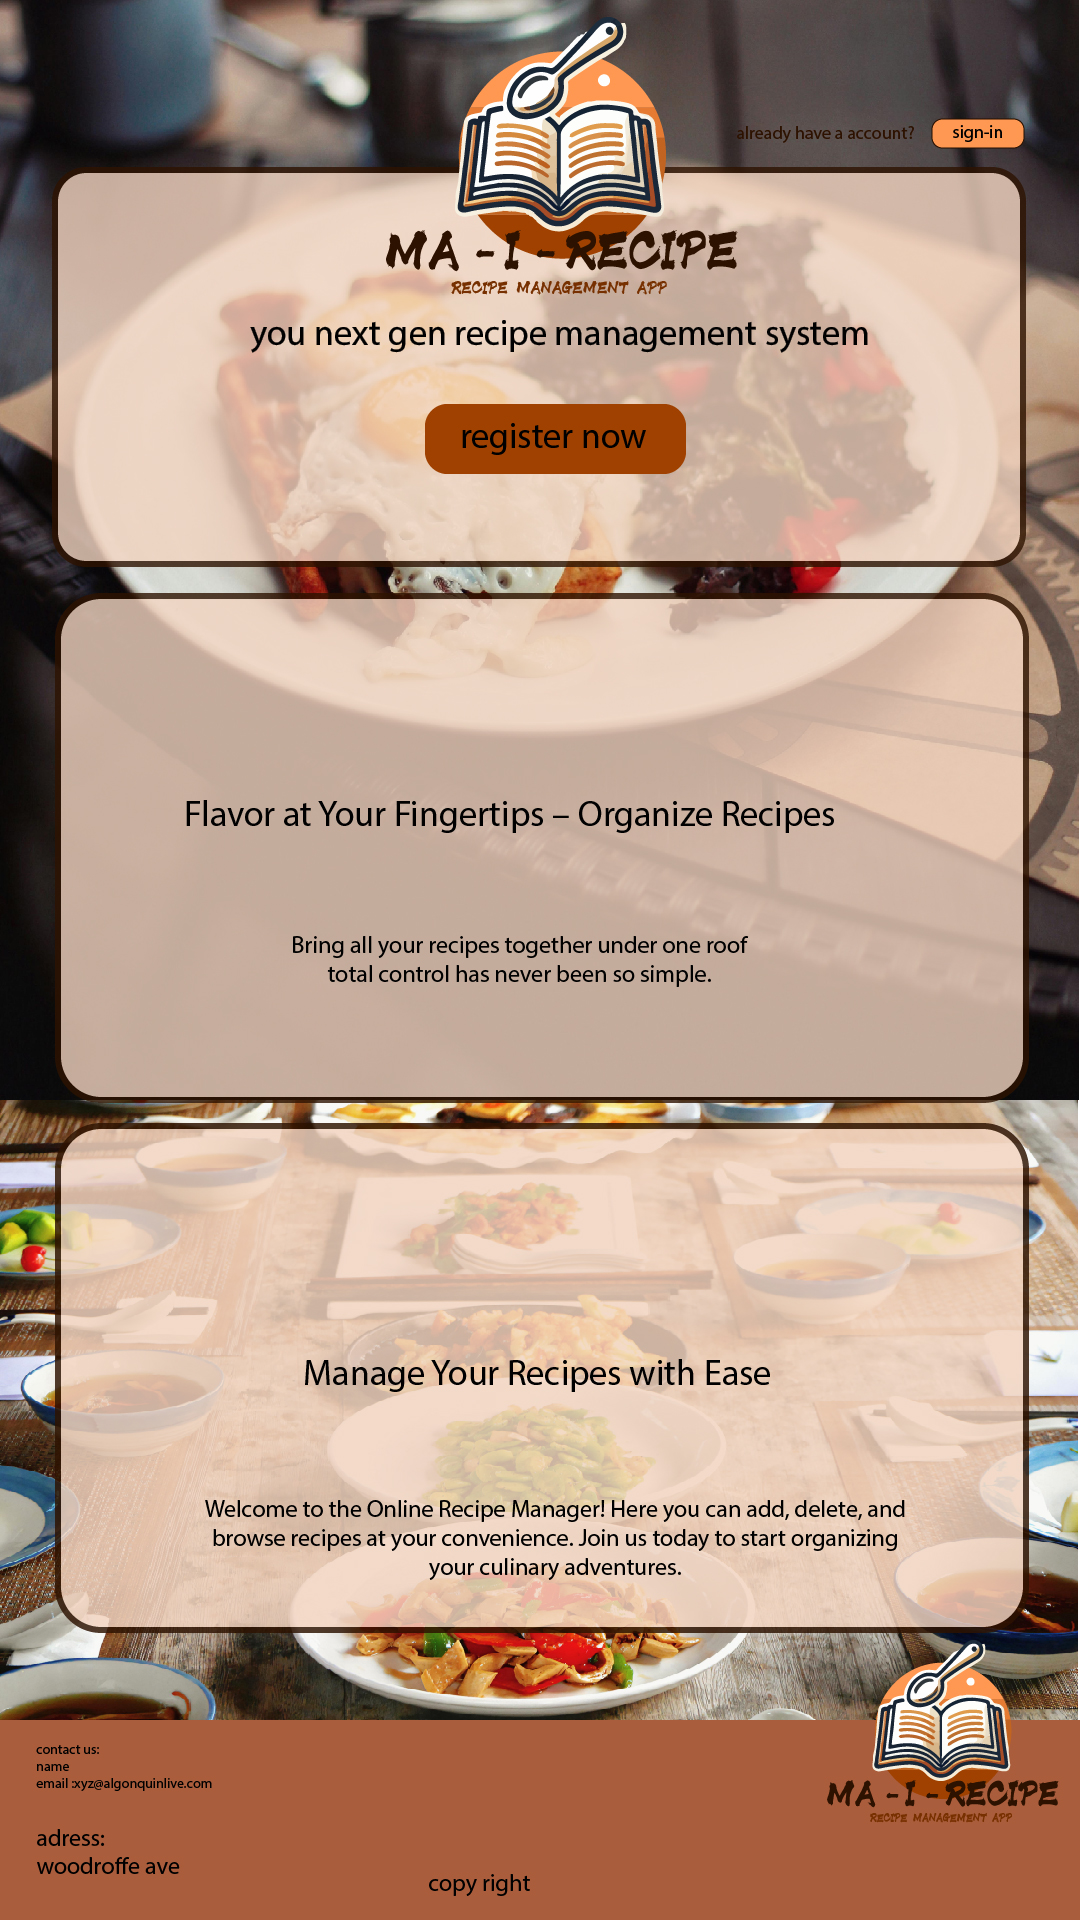 already have a account?
sign-in
MA - I - RECIPE
RECIPE MANAGEMENT APP
you next gen recipe management system
register now
Flavor at Your Fingertips – Organize Recipes
Bring all your recipes together under one roof
total control has never been so simple.
Manage Your Recipes with Ease
Welcome to the Online Recipe Manager! Here you can add, delete, and
browse recipes at your convenience. Join us today to start organizing
your culinary adventures.
contact us:
name
email :xyz@algonquinlive.com
MA - I - RECIPE
RECIPE MANAGEMENT APP
adress:
woodroffe ave
copy right